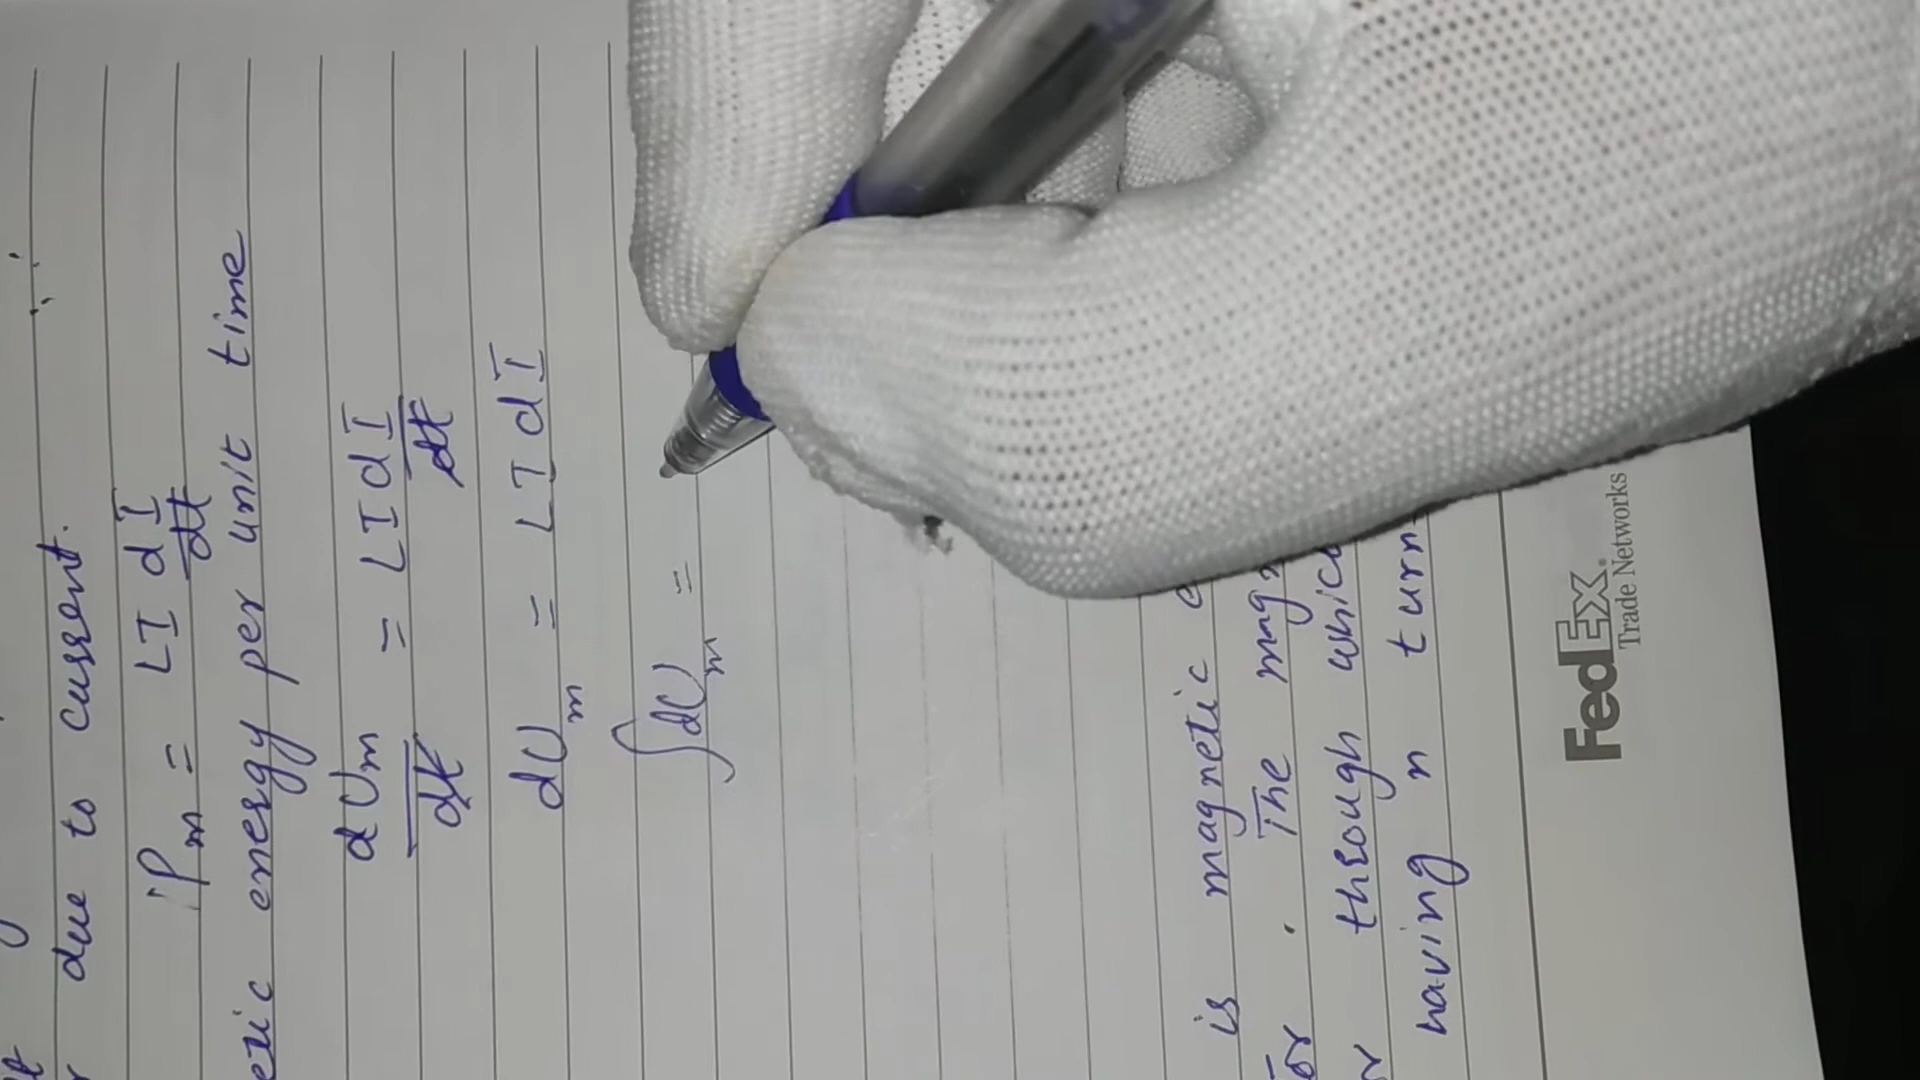 due to current.
Pm = LI dI/dt
energy per unit time
dUm/dt = LI dI/dt
dUm = LI dI
∫dUm =
is magnetic
. The
through
having n turn
FedEx.
Trade Networks